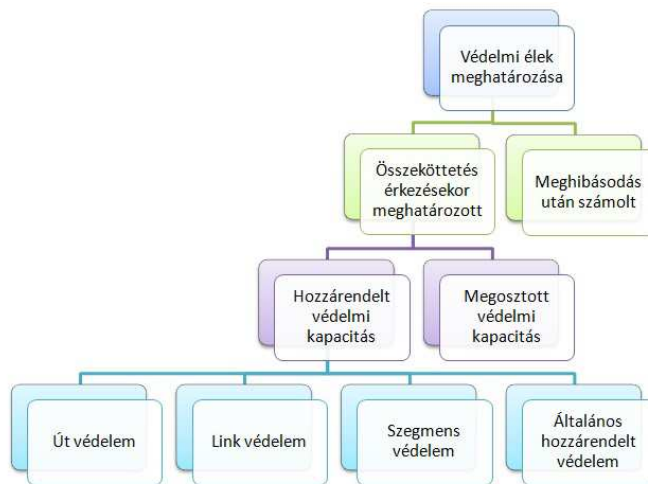 Védelmi élek
meghatározása
Összeköttetés
érkezésekor
meghatározott
Meghibásodás
után számolt
Hozzárendelt
védelmi
kapacitás
Megosztott
védelmi
kapacitás
Út védelem
Link védelem
Szegmens
védelem
Általános
hozzárendelt
védelem